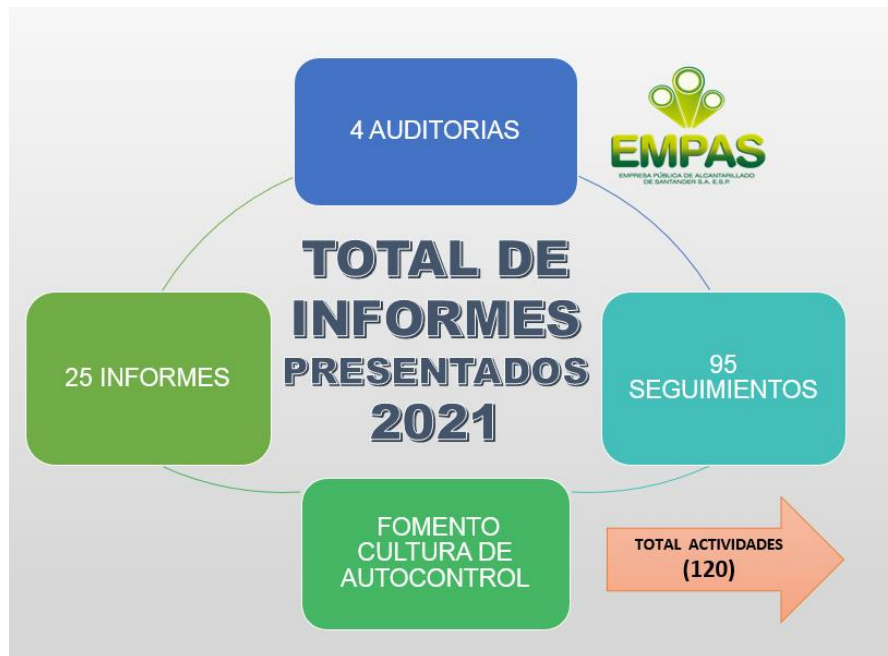 4 AUDITORIAS
EMPAS
EMPRESA PÚBLICA DE ALCANTARILLADO
DE SANTANDER S.A. E.S.P.
TOTAL DE
INFORMES
PRESENTADOS
2021
25 INFORMES
95
SEGUIMIENTOS
FOMENTO
CULTURA DE
AUTOCONTROL
TOTAL ACTIVIDADES
(120)